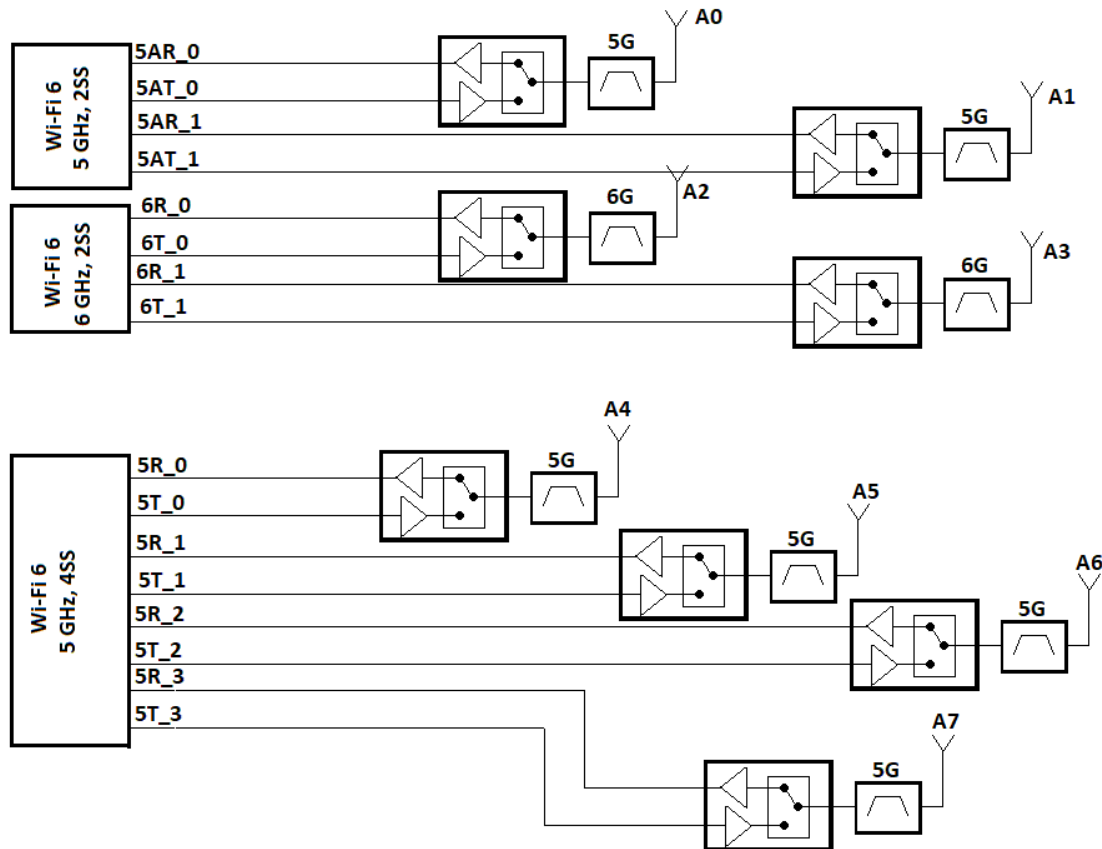 Wi-Fi 6
5 GHz, 2SS
5AR_0
5AT_0
5AR_1
5AT_1
5G
A0
5G
A1
Wi-Fi 6
6 GHz, 2SS
6R_0
6T_0
6R_1
6T_1
6G
A2
6G
A3
Wi-Fi 6
5 GHz, 4SS
5R_0
5T_0
5R_1
5T_1
5R_2
5T_2
5R_3
5T_3
5G
A4
5G
A5
5G
A6
5G
A7